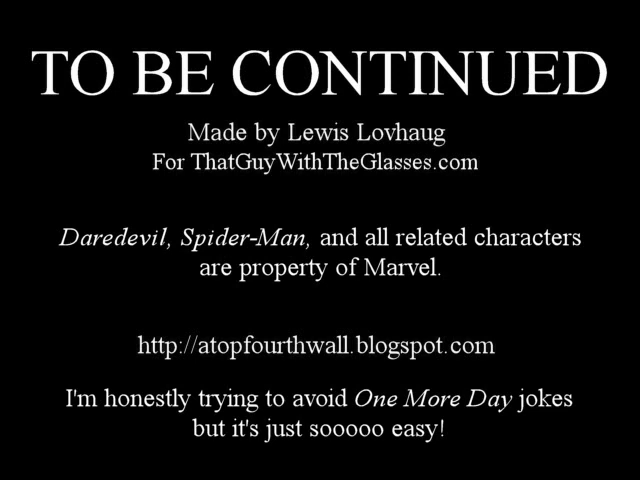 TO BE CONTINUED
Made by Lewis Lovhaug
For ThatGuyWithTheGlasses.com
Daredevil, Spider-Man, and all related characters
are property of Marvel.
http://atopfourthwall.blogspot.com
I'm honestly trying to avoid One More Day jokes
but it's just sooooo easy!